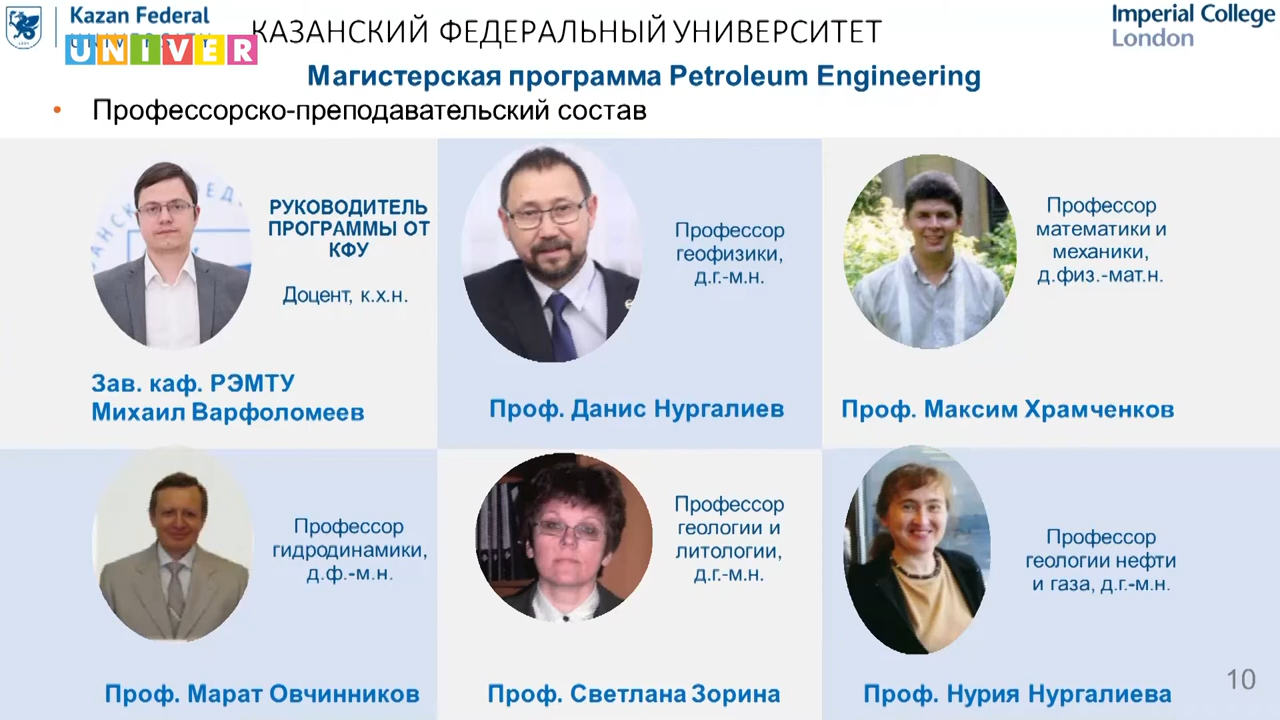 Kazan Federal
UNIVERSITY
UNIVER
КАЗАНСКИЙ ФЕДЕРАЛЬНЫЙ УНИВЕРСИТЕТ
Imperial College
London
Магистерская программа Petroleum Engineering
• Профессорско-преподавательский состав
РУКОВОДИТЕЛЬ
ПРОГРАММЫ ОТ
КФУ
Доцент, к.х.н.
Зав. каф. РЭМТУ
Михаил Варфоломеев
Профессор
геофизики,
д.г.-м.н.
Проф. Данис Нургалиев
Профессор
математики и
механики,
д.физ.-мат.н.
Проф. Максим Храмченков
Профессор
гидродинамики,
д.ф.-м.н.
Проф. Марат Овчинников
Профессор
геологии и
литологии,
д.г.-м.н.
Проф. Светлана Зорина
Профессор
геологии нефти
и газа, д.г.-м.н.
Проф. Нурия Нургалиева
10